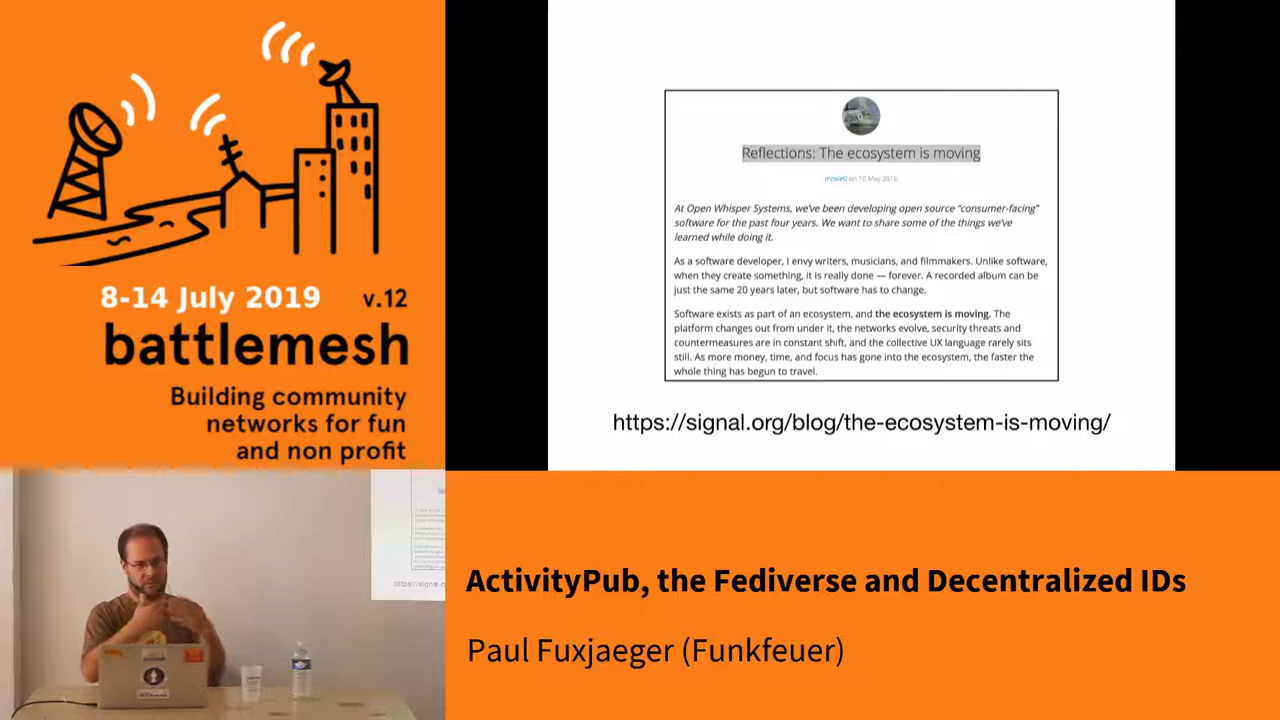 8-14 July 2019 v.12
battlemesh
Building community
networks for fun
and non profit
Reflections: The ecosystem is moving
moxie0 on 10 May 2016
At Open Whisper Systems, we've been developing open source “consumer-facing”
software for the past four years. We want to share some of the things we've
learned while doing it.
As a software developer, I envy writers, musicians, and filmmakers. Unlike software,
when they create something, it is really done — forever. A recorded album can be
just the same 20 years later, but software has to change.
Software exists as part of an ecosystem, and the ecosystem is moving. The
platform changes out from under it, the networks evolve, security threats and
countermeasures are in constant shift, and the collective UX language rarely sits
still. As more money, time, and focus has gone into the ecosystem, the faster the
whole thing has begun to travel.
https://signal.org/blog/the-ecosystem-is-moving/
https://signal.o
ActivityPub, the Fediverse and Decentralized IDs
Paul Fuxjaeger (Funkfeuer)